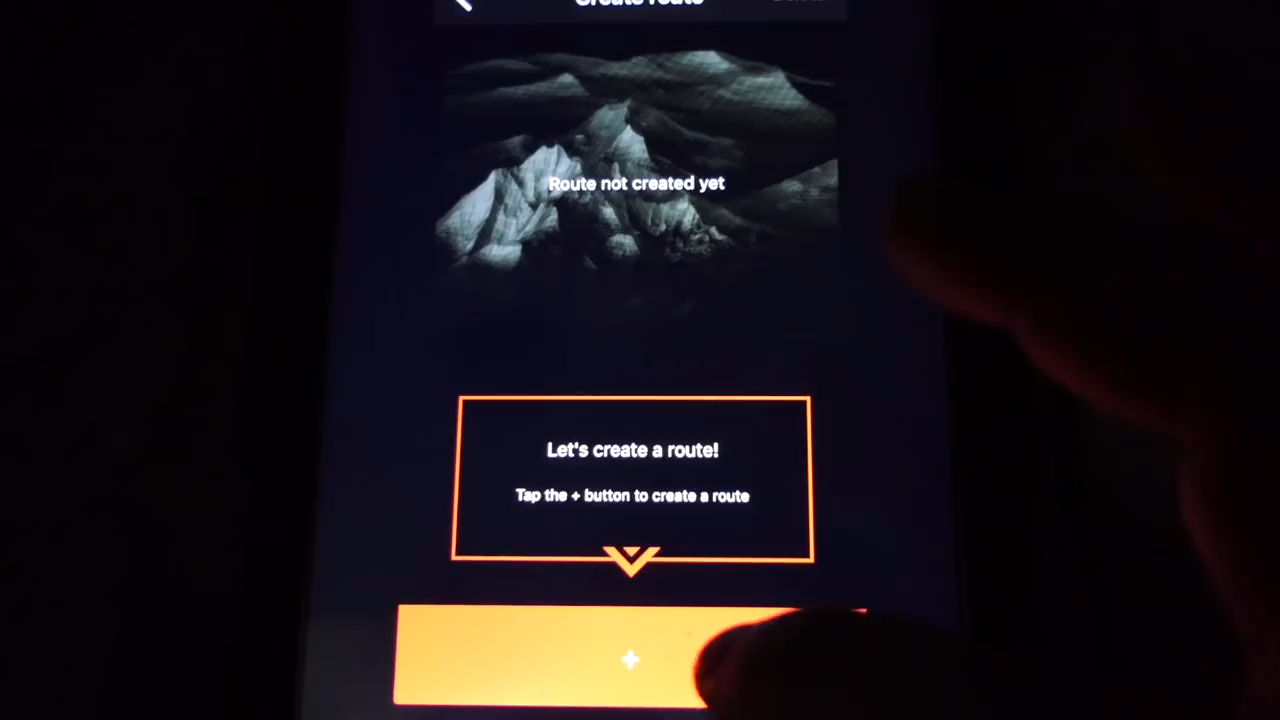 Create route
Route not created yet
Let's create a route!
Tap the + button to create a route
+